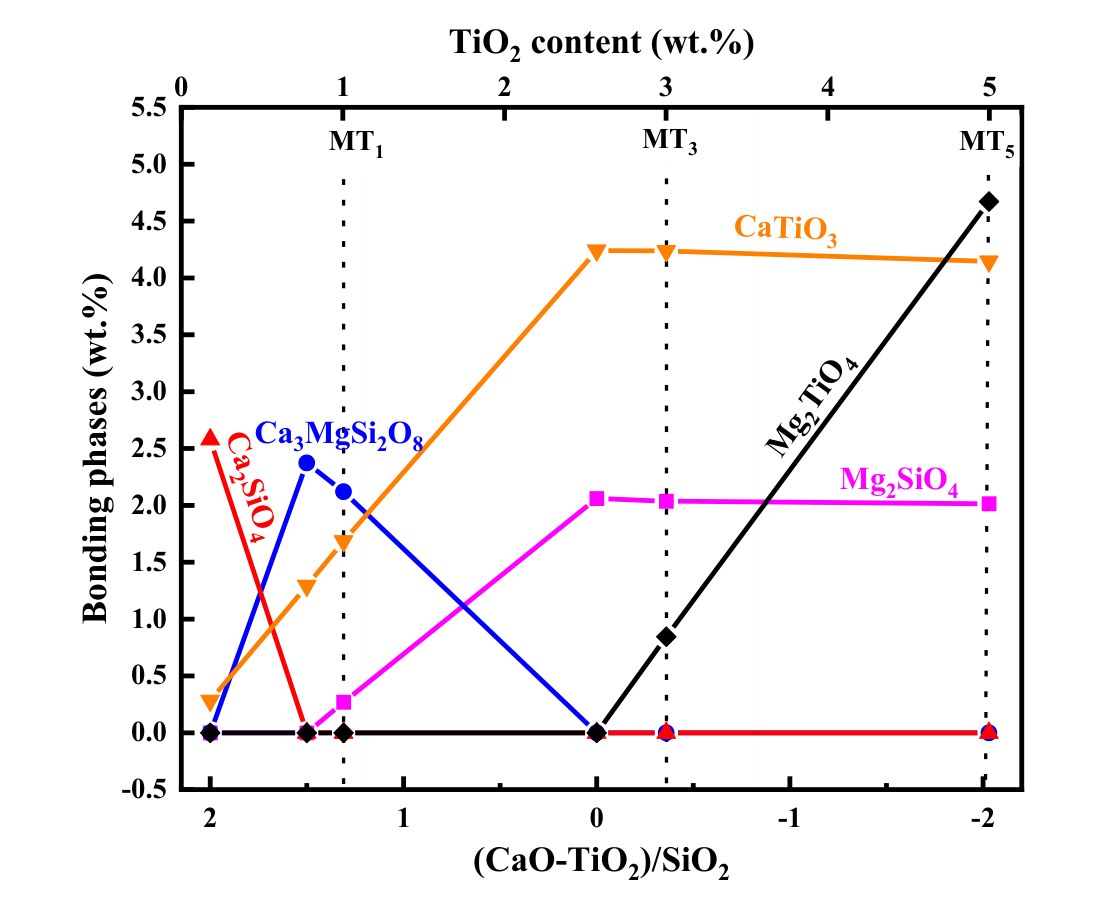 TiO₂ content (wt.%)
0 1 2 3 4 5
MT₁ MT₃ MT₅
5.5
5.0
4.5
4.0
3.5
3.0
2.5
2.0
1.5
1.0
0.5
0.0
-0.5
Bonding phases (wt.%)
CaTiO₃
Mg₂TiO₄
Ca₃MgSi₂O₈
Ca₂SiO₄
Mg₂SiO₄
2 1 0 -1 -2
(CaO-TiO₂)/SiO₂